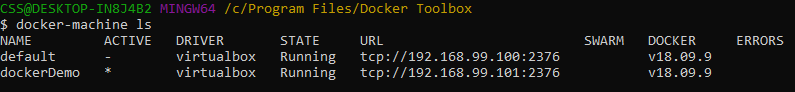 CSS@DESKTOP-IN8J4B2 MINGW64 /c/Program Files/Docker Toolbox
$ docker-machine ls
NAME         ACTIVE   DRIVER       STATE     URL                         SWARM   DOCKER     ERRORS
default      -        virtualbox   Running   tcp://192.168.99.100:2376           v18.09.9
dockerDemo   *        virtualbox   Running   tcp://192.168.99.101:2376           v18.09.9